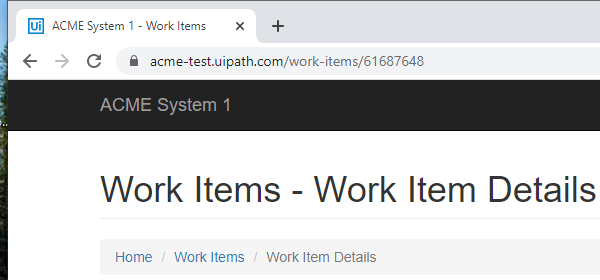 Ui ACME System 1 - Work Items
acme-test.uipath.com/work-items/61687648
ACME System 1
Work Items - Work Item Details
Home / Work Items / Work Item Details